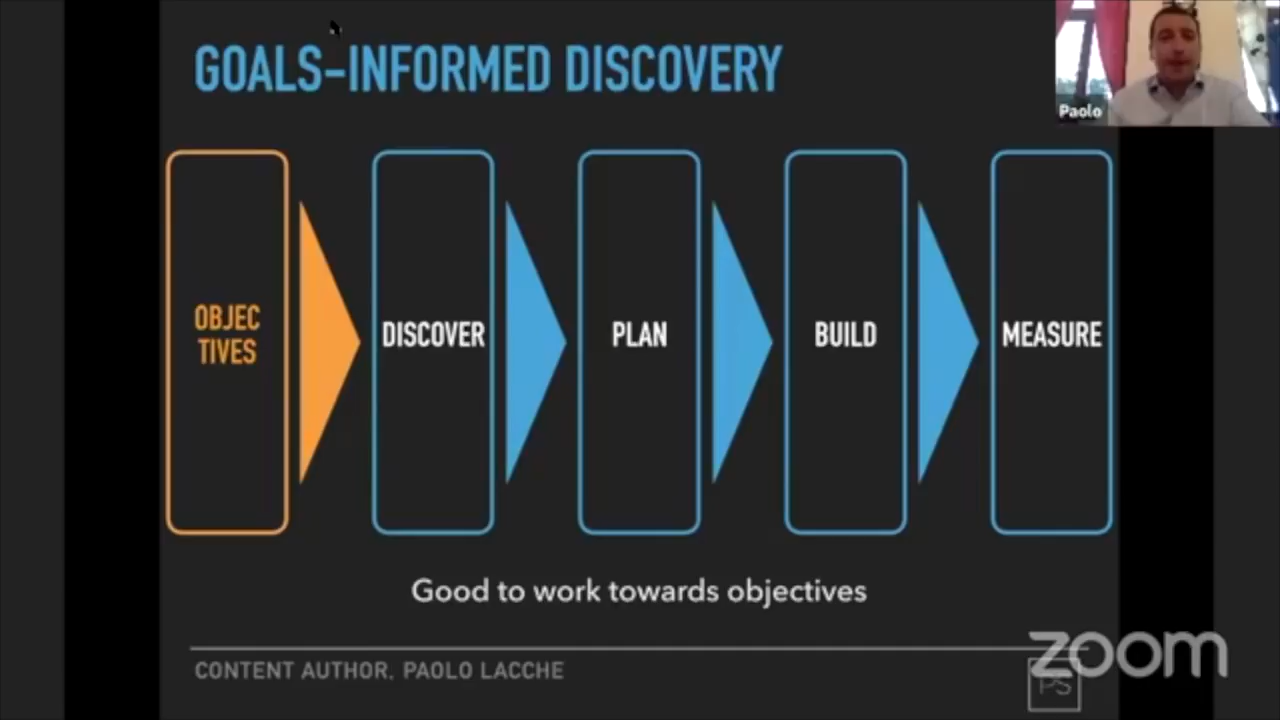 GOALS-INFORMED DISCOVERY
Paolo
OBJEC
TIVES
DISCOVER
PLAN
BUILD
MEASURE
Good to work towards objectives
CONTENT AUTHOR, PAOLO LACCHE
zoom
PS